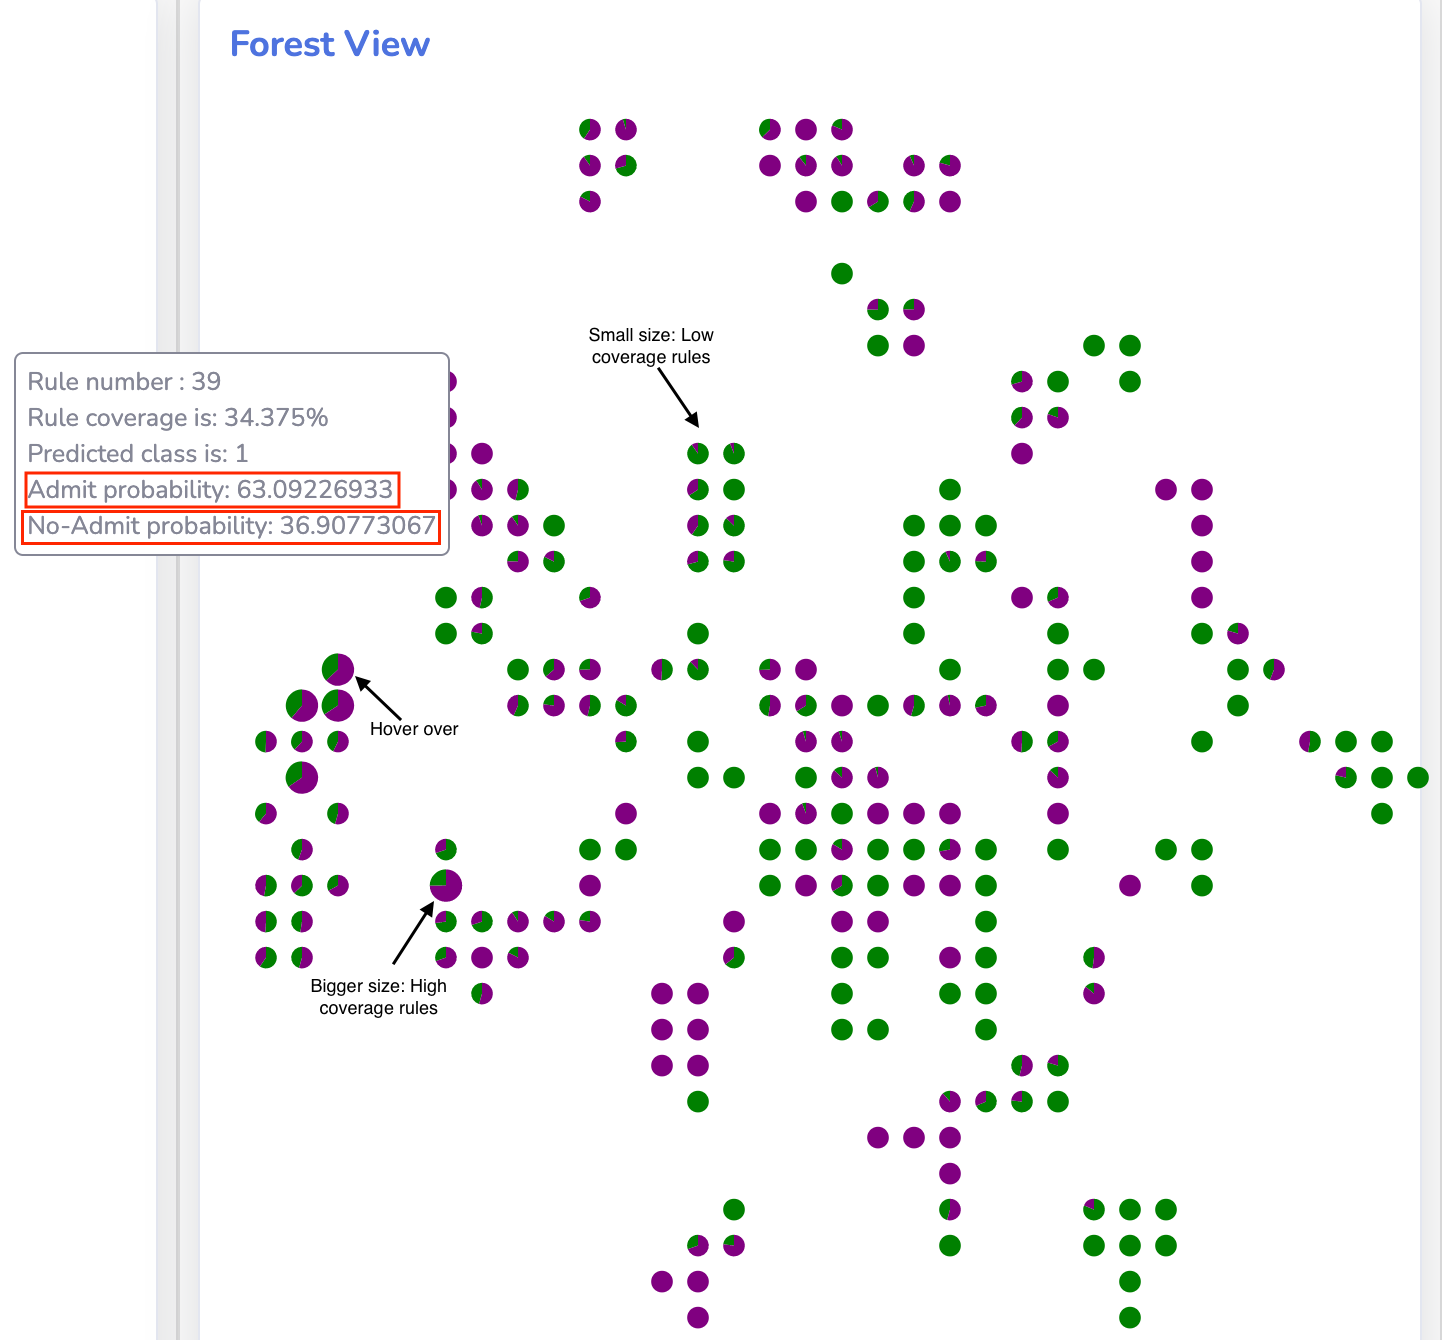 Forest View
Small size: Low
coverage rules
Rule number : 39
Rule coverage is: 34.375%
Predicted class is: 1
Admit probability: 63.09226933
No-Admit probability: 36.90773067
Hover over
Bigger size: High
coverage rules